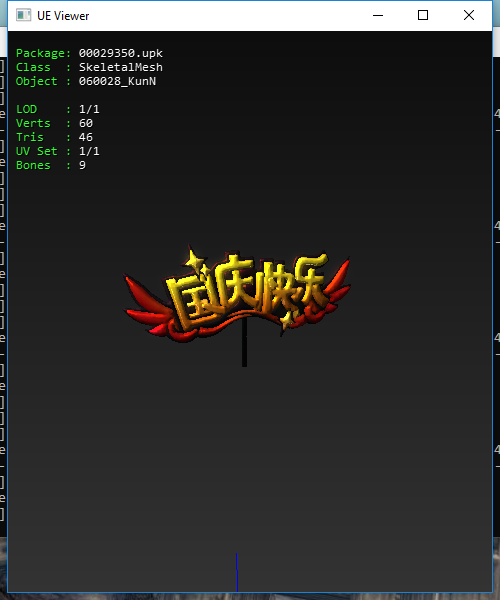 UE Viewer
Package: 00029350.upk
Class : SkeletalMesh
Object : 060028_KunN
LOD : 1/1
Verts : 60
Tris : 46
UV Set : 1/1
Bones : 9
国庆快乐